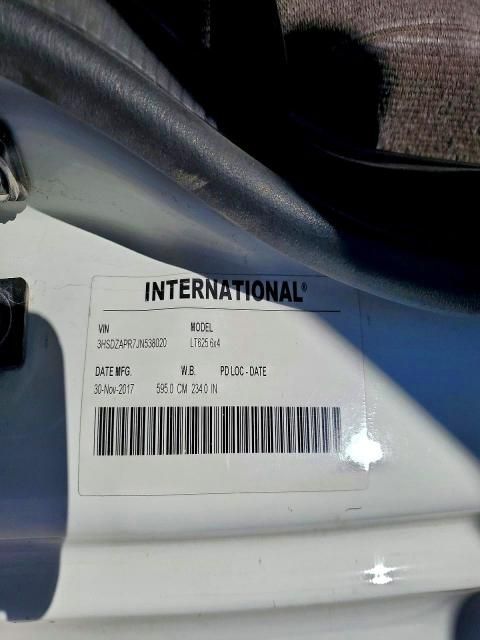 INTERNATIONAL®
VIN MODEL
3HSDZAPR7JN538020 LT625 6x4
DATE MFG. W.B. PD LOC - DATE
30-Nov-2017 595.0 CM 234.0 IN